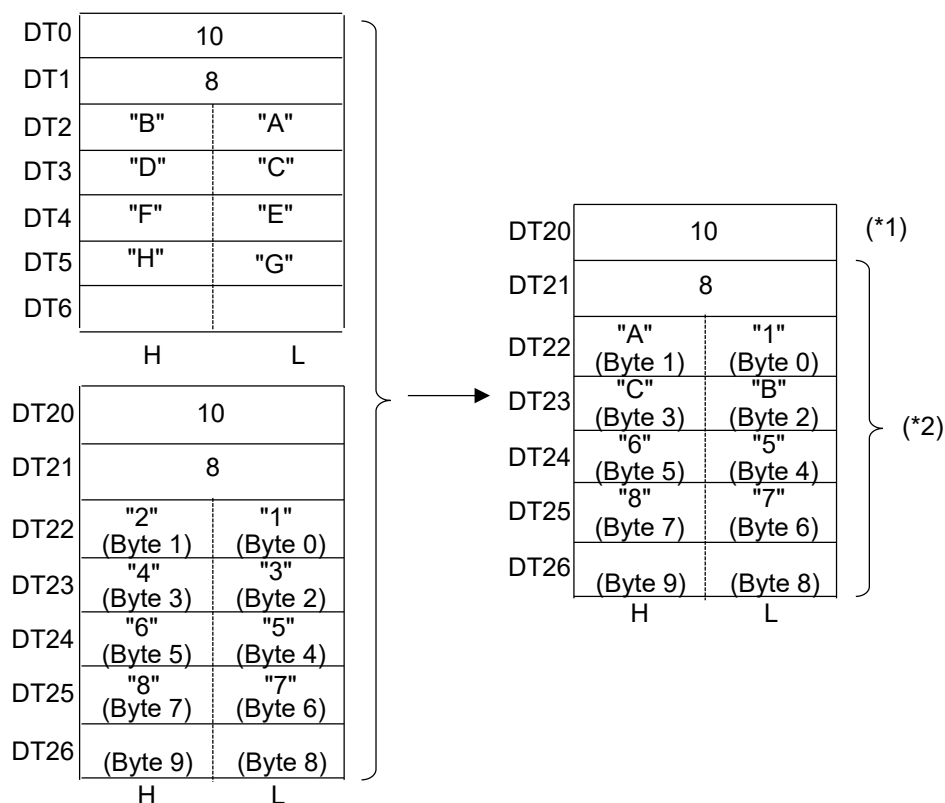 DT0 10
DT1 8
DT2 "B" "A"
DT3 "D" "C"
DT4 "F" "E"
DT5 "H" "G"
DT6
H L
DT20 10
DT21 8
DT22 "2" "1"
(Byte 1) (Byte 0)
DT23 "4" "3"
(Byte 3) (Byte 2)
DT24 "6" "5"
(Byte 5) (Byte 4)
DT25 "8" "7"
(Byte 7) (Byte 6)
DT26
(Byte 9) (Byte 8)
H L
DT20 10 (*1)
DT21 8
DT22 "A" "1"
(Byte 1) (Byte 0)
DT23 "C" "B"
(Byte 3) (Byte 2)
(*2)
DT24 "6" "5"
(Byte 5) (Byte 4)
DT25 "8" "7"
(Byte 7) (Byte 6)
DT26
(Byte 9) (Byte 8)
H L